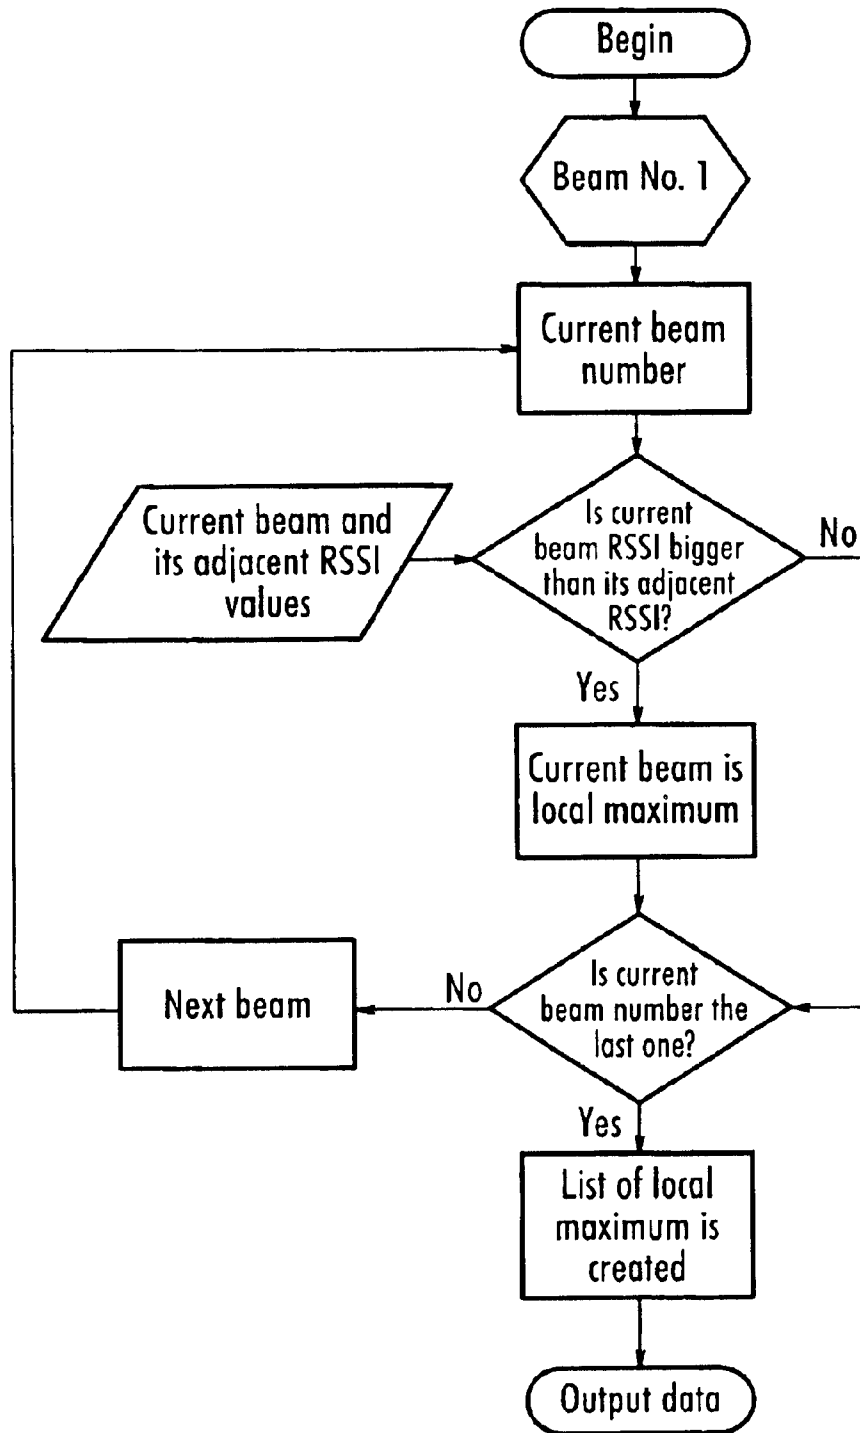 Begin
Beam No. 1
Current beam
number
Current beam and
its adjacent RSSI
values
Is current
beam RSSI bigger
than its adjacent
RSSI?
No
Yes
Current beam is
local maximum
Is current
beam number the
last one?
No
Next beam
Yes
List of local
maximum is
created
Output data